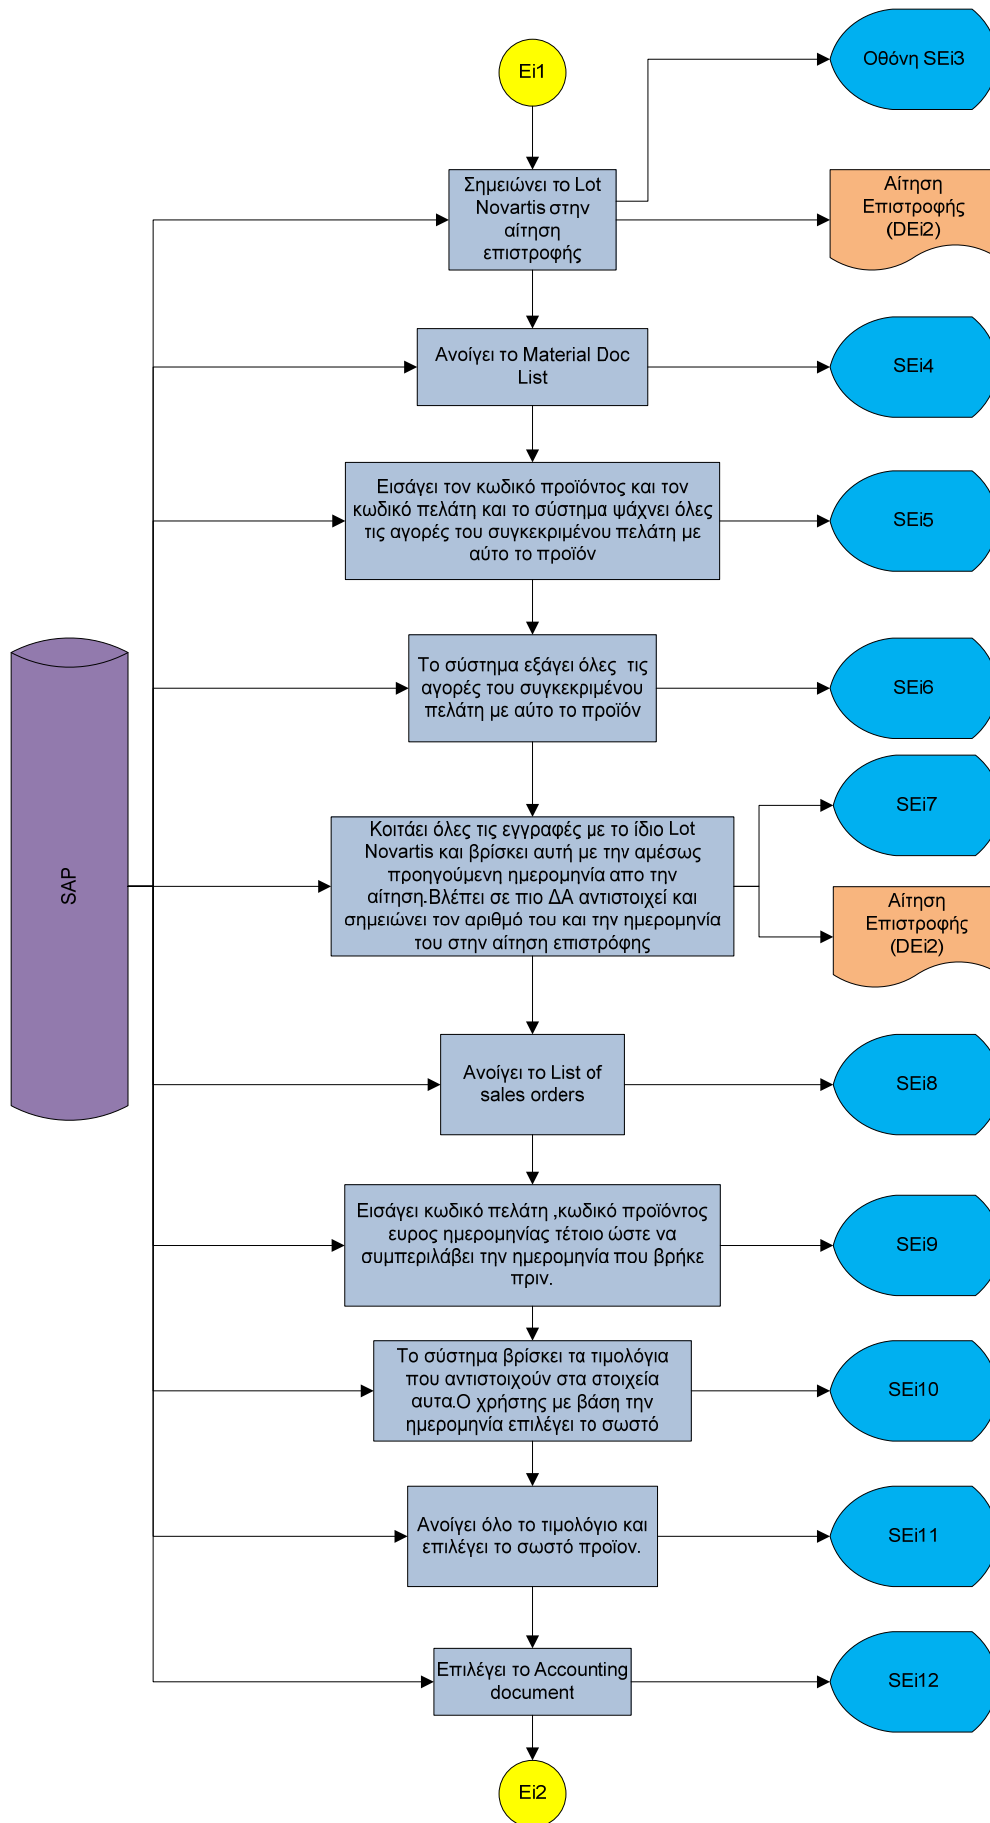 Ei1
Οθόνη SEi3
Σημειώνει το Lot
Novartis στην
αίτηση
επιστροφής
Αίτηση
Επιστροφής
(DEi2)
Ανοίγει το Material Doc
List
SEi4
Εισάγει τον κωδικό προϊόντος και τον
κωδικό πελάτη και το σύστημα ψάχνει όλες
τις αγορές του συγκεκριμένου πελάτη με
αύτο το προϊόν
SEi5
Το σύστημα εξάγει όλες τις
αγορές του συγκεκριμένου
πελάτη με αύτο το προϊόν
SEi6
SAP
Κοιτάει όλες τις εγγραφές με το ίδιο Lot
Novartis και βρίσκει αυτή με την αμέσως
προηγούμενη ημερομηνία απο την
αίτηση.Βλέπει σε πιο ΔΑ αντιστοιχεί και
σημειώνει τον αριθμό του και την ημερομηνία
του στην αίτηση επιστρόφης
SEi7
Αίτηση
Επιστροφής
(DEi2)
Ανοίγει το List of
sales orders
SEi8
Εισάγει κωδικό πελάτη ,κωδικό προϊόντος
ευρος ημερομηνίας τέτοιο ώστε να
συμπεριλάβει την ημερομηνία που βρήκε
πριν.
SEi9
Το σύστημα βρίσκει τα τιμολόγια
που αντιστοιχούν στα στοιχεία
αυτα.Ο χρήστης με βάση την
ημερομηνία επιλέγει το σωστό
SEi10
Ανοίγει όλο το τιμολόγιο και
επιλέγει το σωστό προϊον.
SEi11
Επιλέγει το Accounting
document
SEi12
Ei2